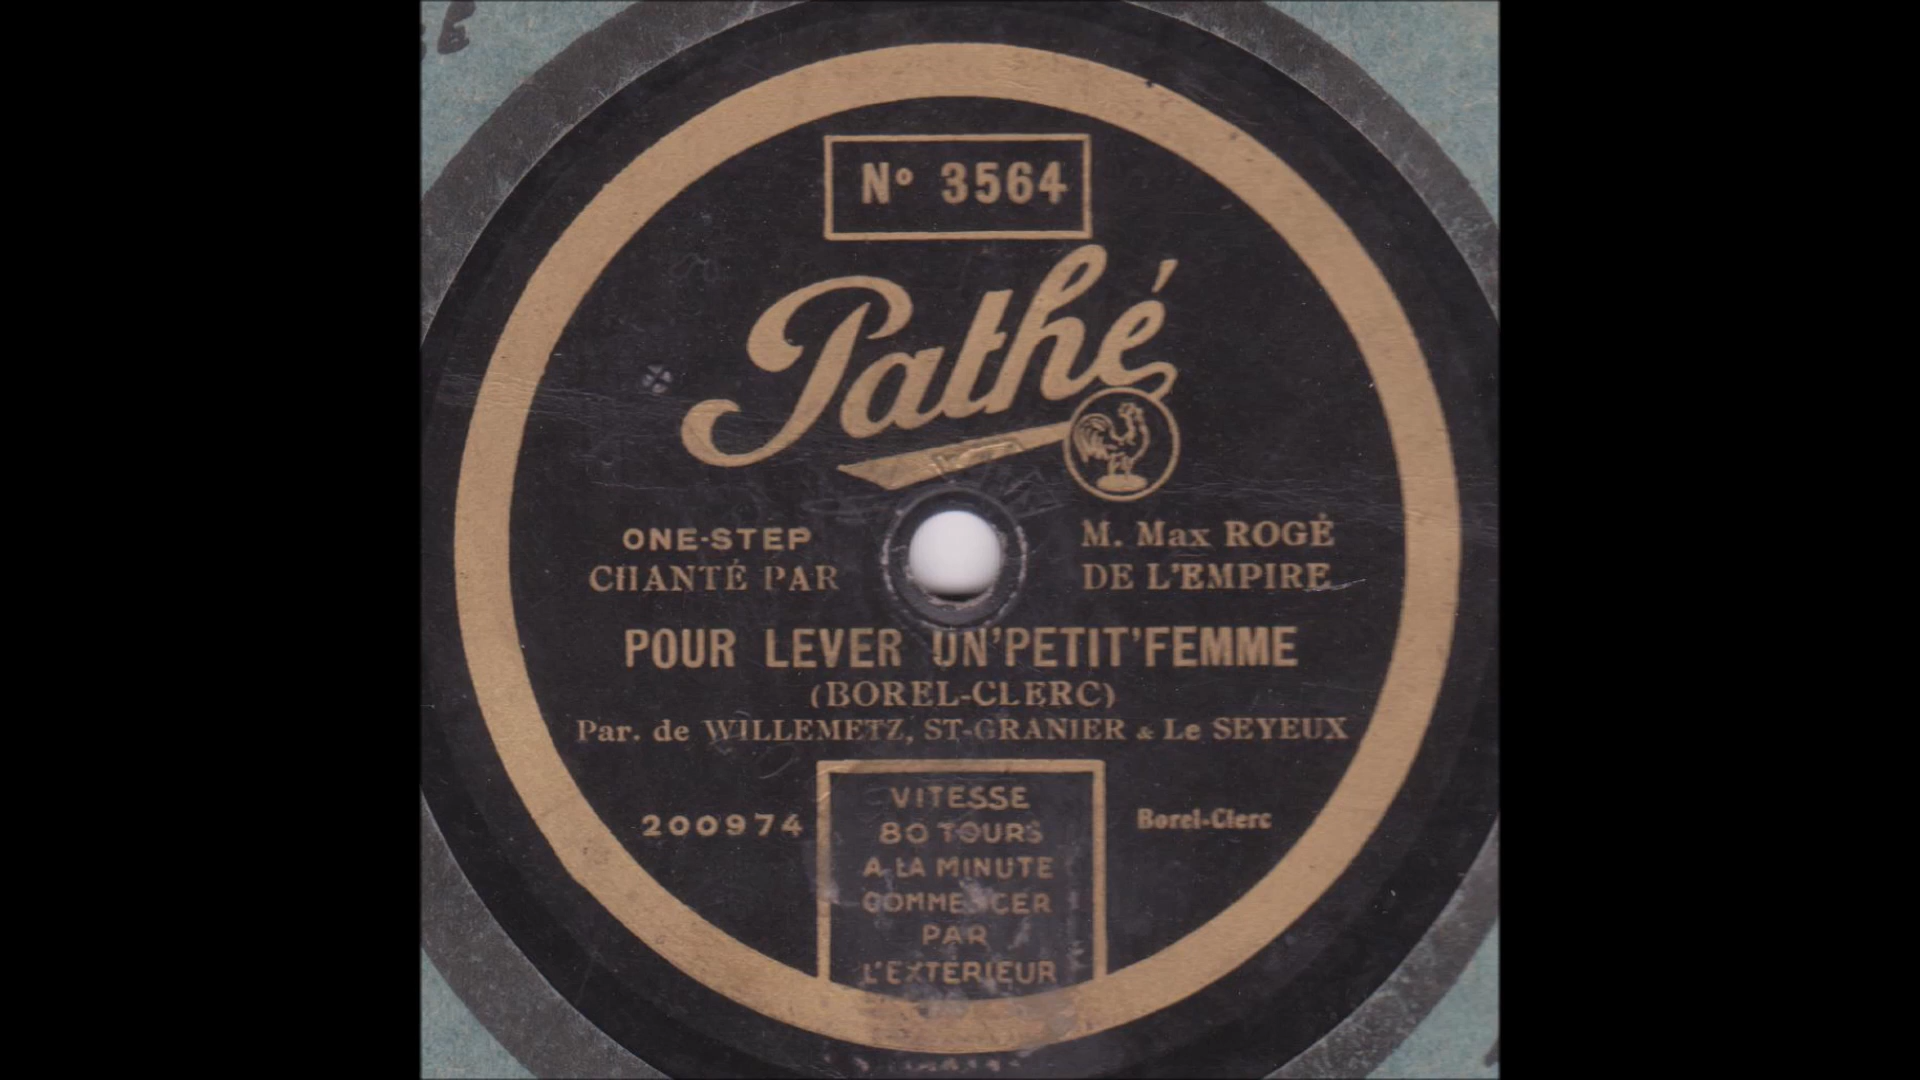 E
N° 3564
Pathé
ONE-STEP
CHANTÉ PAR
M. Max ROGÉ
DE L'EMPIRE
POUR LEVER UN'PETIT'FEMME
(BOREL-CLERC)
Par. de WILLEMETZ, ST-GRANIER & Le SEYEUX
200974
VITESSE
80 TOURS
A LA MINUTE
COMMENCER
PAR
L'EXTÉRIEUR
Borel-Clerc